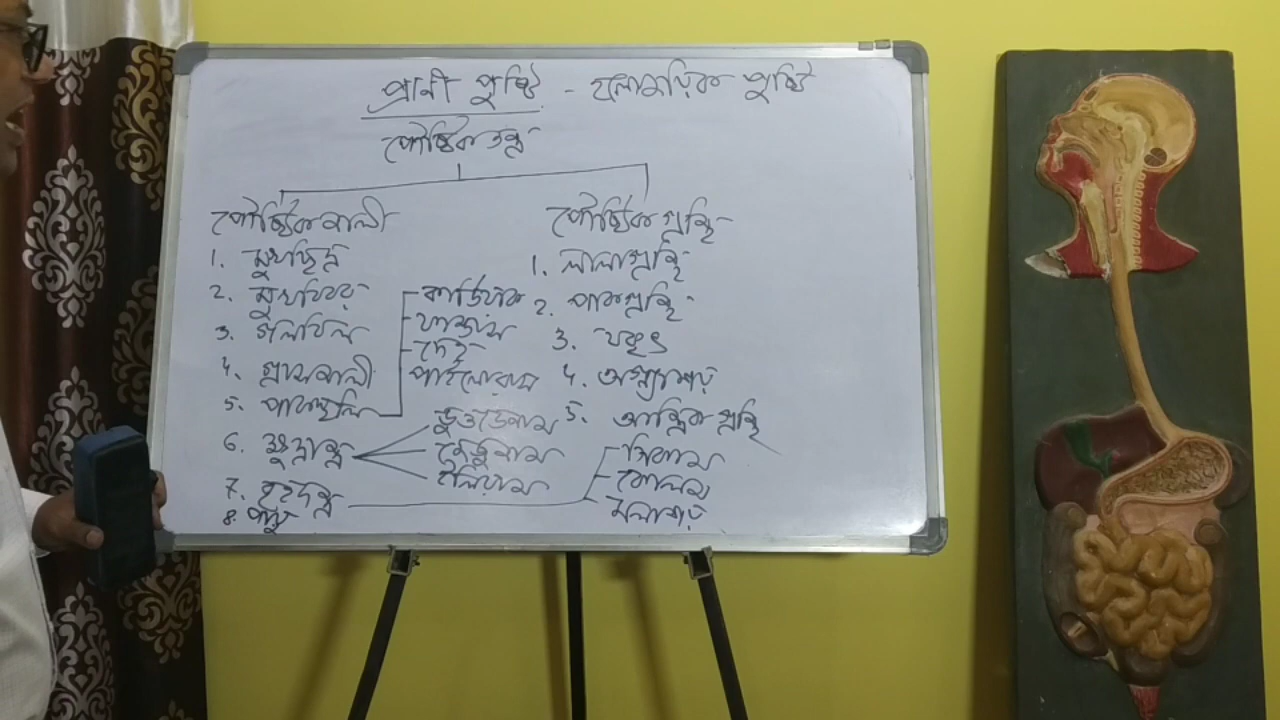 প্রাণী পুষ্টি - হলোজয়িক পুষ্টি
পৌষ্টিকতন্ত্র
পৌষ্টিকনালী
1. মুখছিদ্র
2. মুখবিবর
3. গলবিল
4. গ্রাসনালী
5. পাকস্থলি
কার্ডিয়াক
ফান্ডাস
দেহ
পাইলোরাস
6. ক্ষুদ্রান্ত্র
ডুওডেনাম
জেজুনাম
ইলিয়াম
7. বৃহদন্ত্র
সিকাম
কোলন
মলাশয়
8. পায়ু
পৌষ্টিকগ্রন্থি
1. লালাগ্রন্থি
2. পাকগ্রন্থি
3. যকৃৎ
4. অগ্ন্যাশয়
5. আন্ত্রিক গ্রন্থি